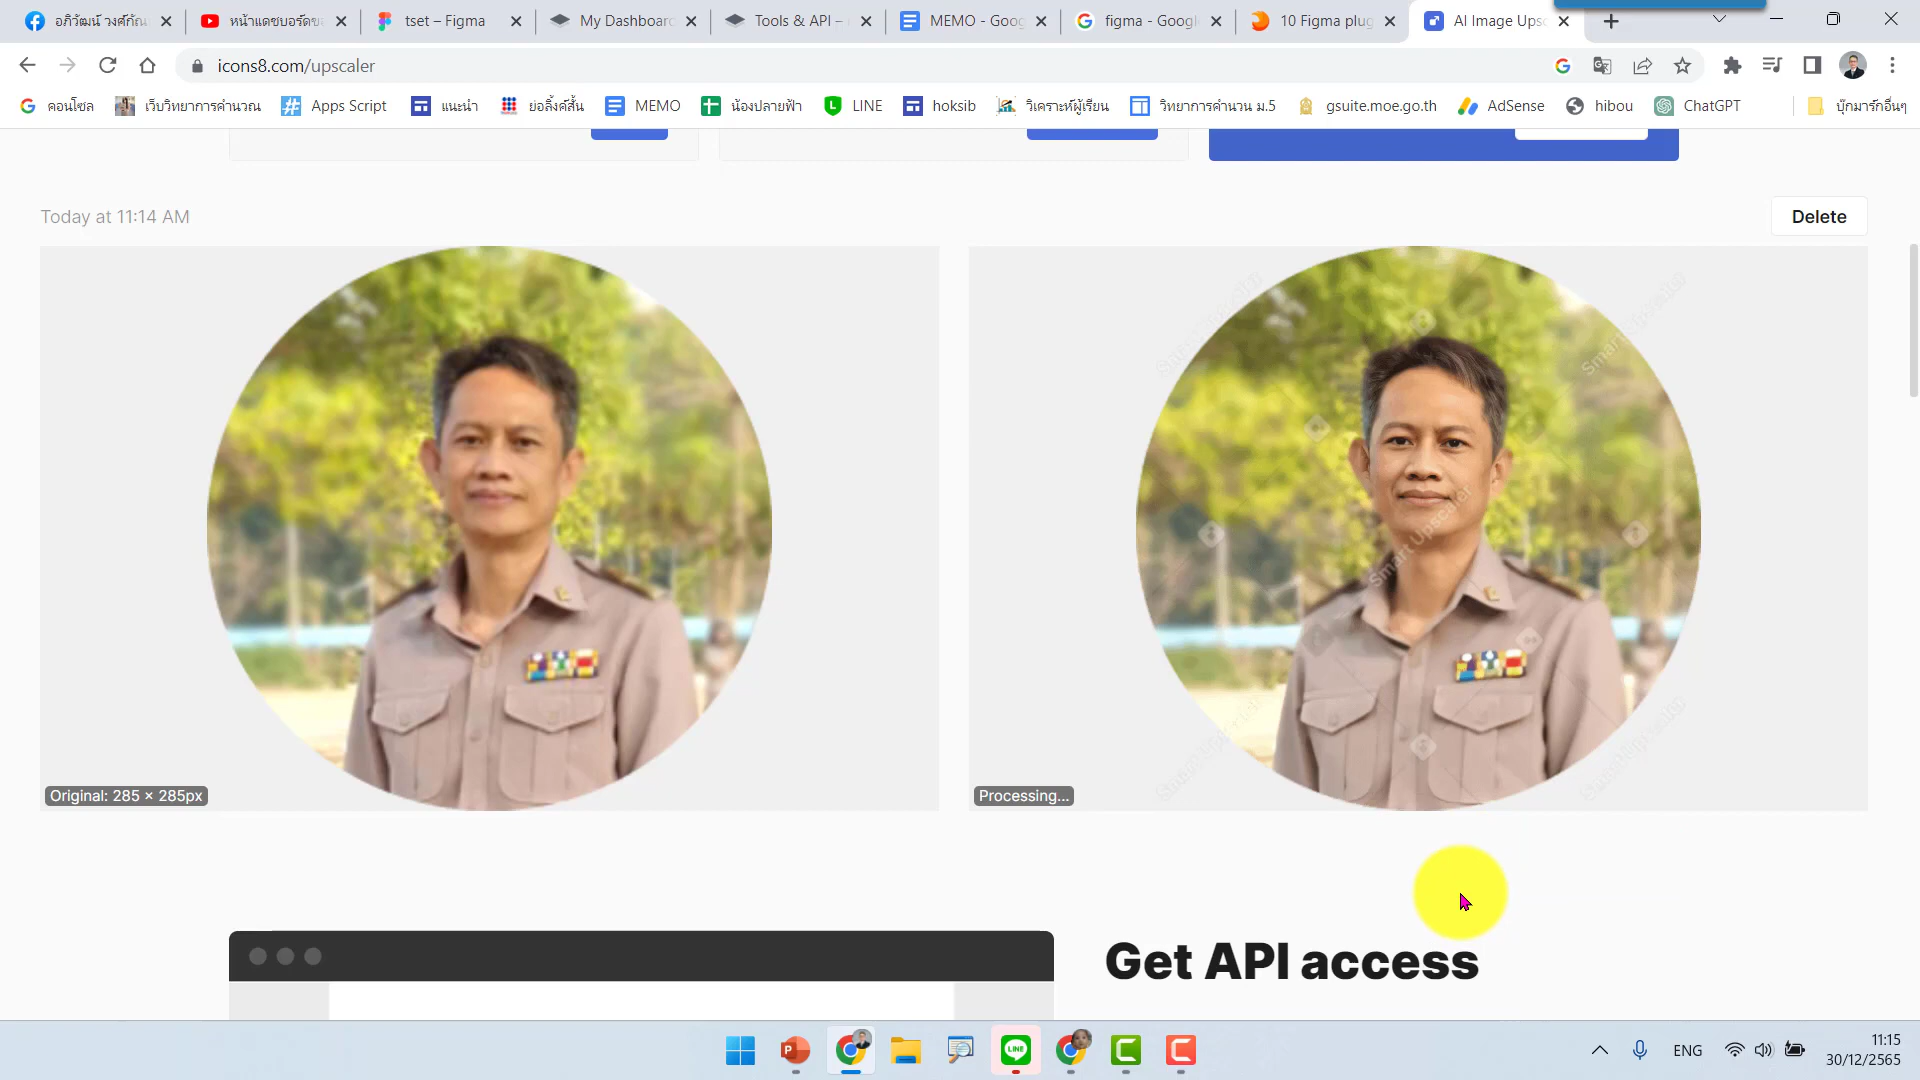 อภิวัฒน์ วงศ์กัณ
หน้าแดชบอร์ดข
tset – Figma
My Dashboard
Tools & API –
MEMO - Goog
figma - Googl
10 Figma plug
AI Image Upsc
icons8.com/upscaler
คอนโซล
เว็บวิทยาการคำนวณ
Apps Script
แนะนำ
ย่อลิ้งค์สั้น
MEMO
น้องปลายฟ้า
LINE
hoksib
วิเคราะห์ผู้เรียน
วิทยาการคำนวน ม.5
gsuite.moe.go.th
AdSense
hibou
ChatGPT
บุ๊กมาร์กอื่นๆ
Today at 11:14 AM
Delete
Smart Upscaler
Original: 285 × 285px
Processing...
Get API access
LINE
ENG
11:15
30/12/2565